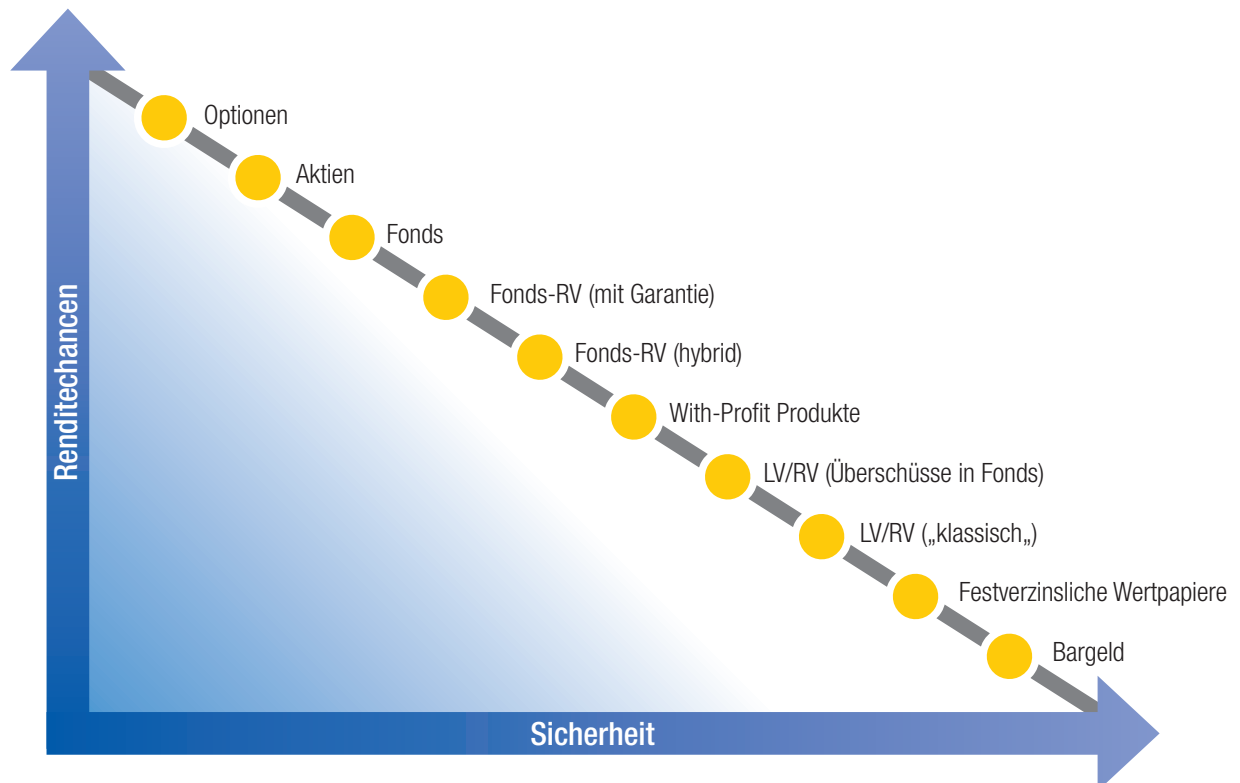 Optionen
Aktien
Fonds
Fonds-RV (mit Garantie)
Fonds-RV (hybrid)
With-Profit Produkte
LV/RV (Überschüsse in Fonds)
LV/RV („klassisch„)
Festverzinsliche Wertpapiere
Bargeld
Renditechancen
Sicherheit